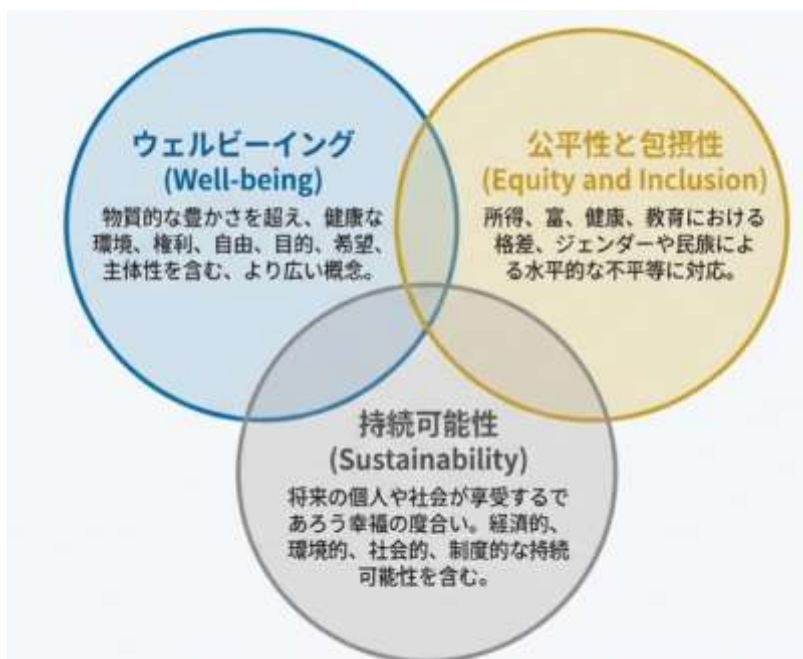 ウェルビーイング
(Well-being)
物質的な豊かさを超え、健康な
環境、権利、自由、目的、希望、
主体性を含む、より広い概念。
公平性と包摂性
(Equity and Inclusion)
所得、富、健康、教育における
格差、ジェンダーや民族によ
る水平的な不平等に対応。
持続可能性
(Sustainability)
将来の個人や社会が享受するで
あろう幸福の度合い。経済的、
環境的、社会的、制度的な持続
可能性を含む。